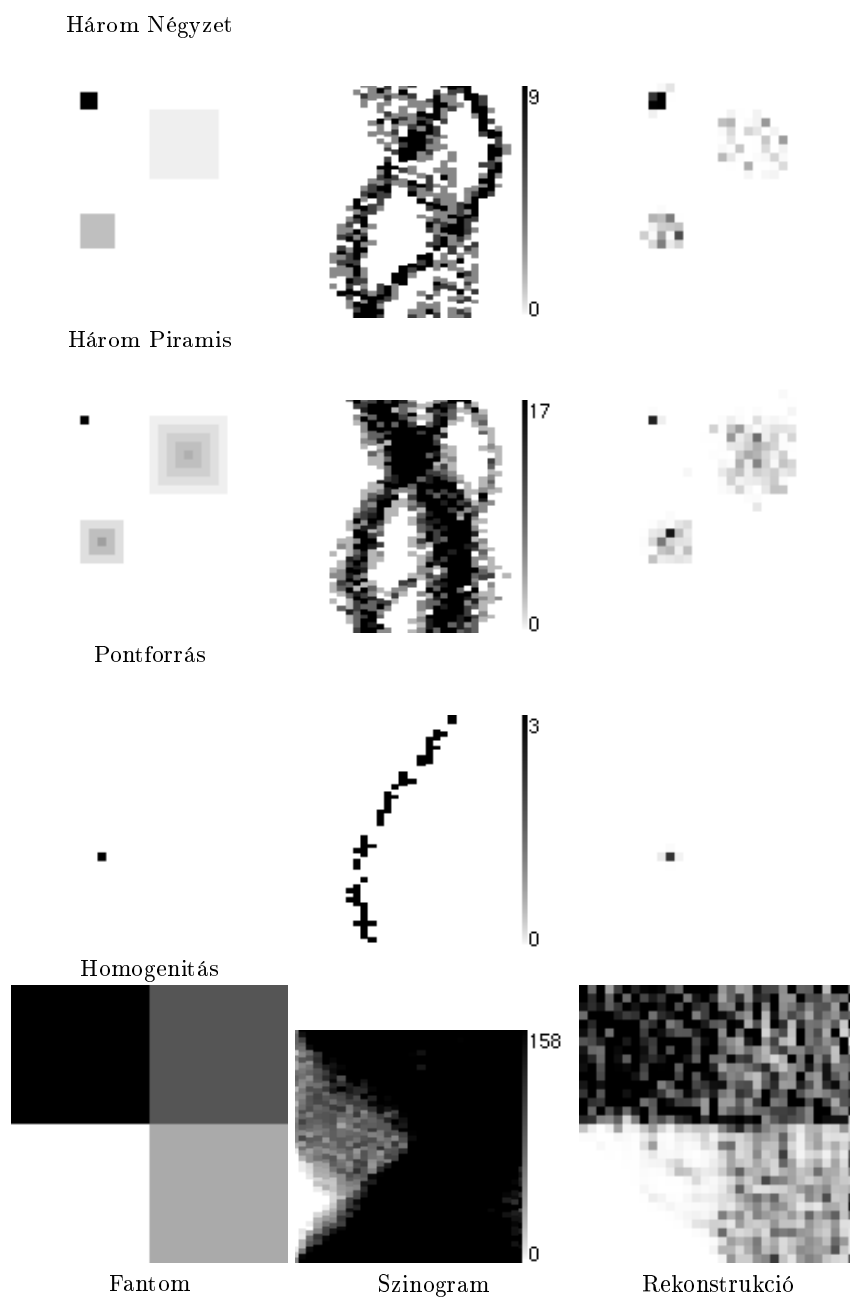 Három Négyzet
9
0
Három Piramis
17
0
Pontforrás
3
0
Homogenitás
158
0
Fantom Szinogram Rekonstrukció